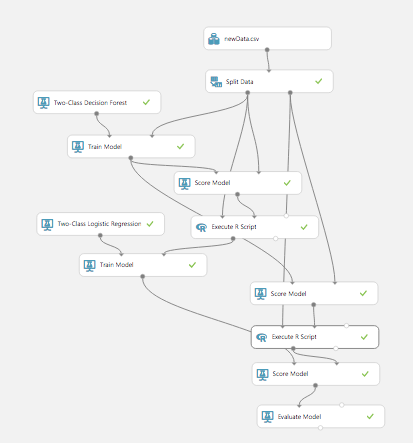 newData.csv
Split Data
Two-Class Decision Forest
Train Model
Score Model
Two-Class Logistic Regression
Execute R Script
Train Model
Score Model
Execute R Script
Score Model
Evaluate Model